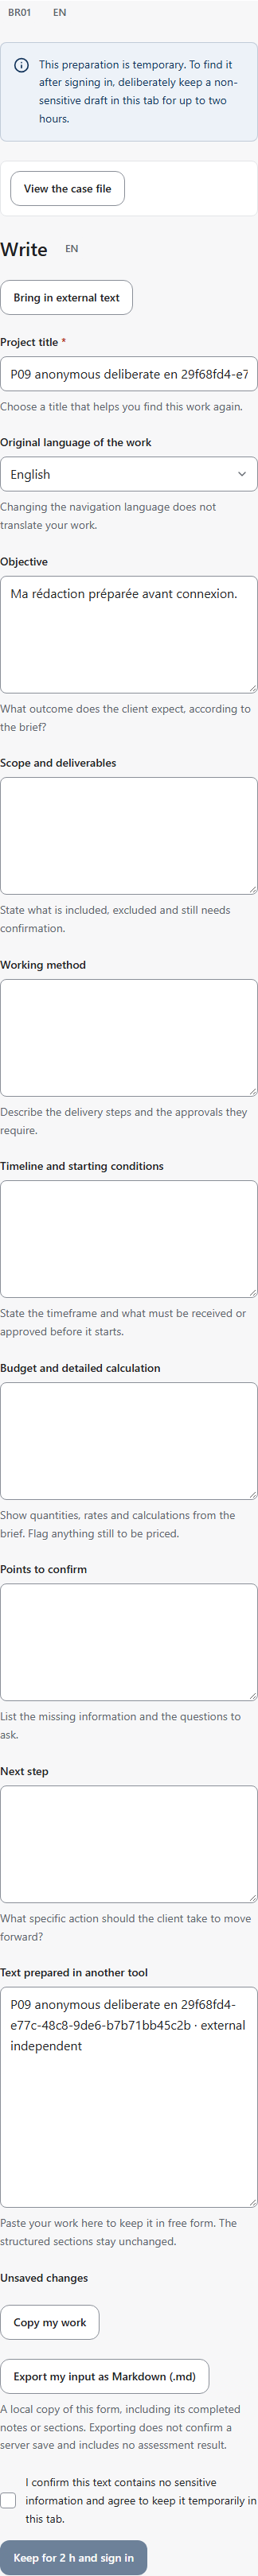 BR01 EN
This preparation is temporary. To find it
after signing in, deliberately keep a non-
sensitive draft in this tab for up to two
hours.
View the case file
Write EN
Bring in external text
Project title *
P09 anonymous deliberate en 29f68fd4-e7
Choose a title that helps you find this work again.
Original language of the work
English
Changing the navigation language does not
translate your work.
Objective
Ma rédaction préparée avant connexion.
What outcome does the client expect, according to
the brief?
Scope and deliverables
State what is included, excluded and still needs
confirmation.
Working method
Describe the delivery steps and the approvals they
require.
Timeline and starting conditions
State the timeframe and what must be received or
approved before it starts.
Budget and detailed calculation
Show quantities, rates and calculations from the
brief. Flag anything still to be priced.
Points to confirm
List the missing information and the questions to
ask.
Next step
What specific action should the client take to move
forward?
Text prepared in another tool
P09 anonymous deliberate en 29f68fd4-
e77c-48c8-9de6-b7b71bb45c2b · external
independent
Paste your work here to keep it in free form. The
structured sections stay unchanged.
Unsaved changes
Copy my work
Export my input as Markdown (.md)
A local copy of this form, including its completed
notes or sections. Exporting does not confirm a
server save and includes no assessment result.
I confirm this text contains no sensitive
information and agree to keep it temporarily in
this tab.
Keep for 2 h and sign in